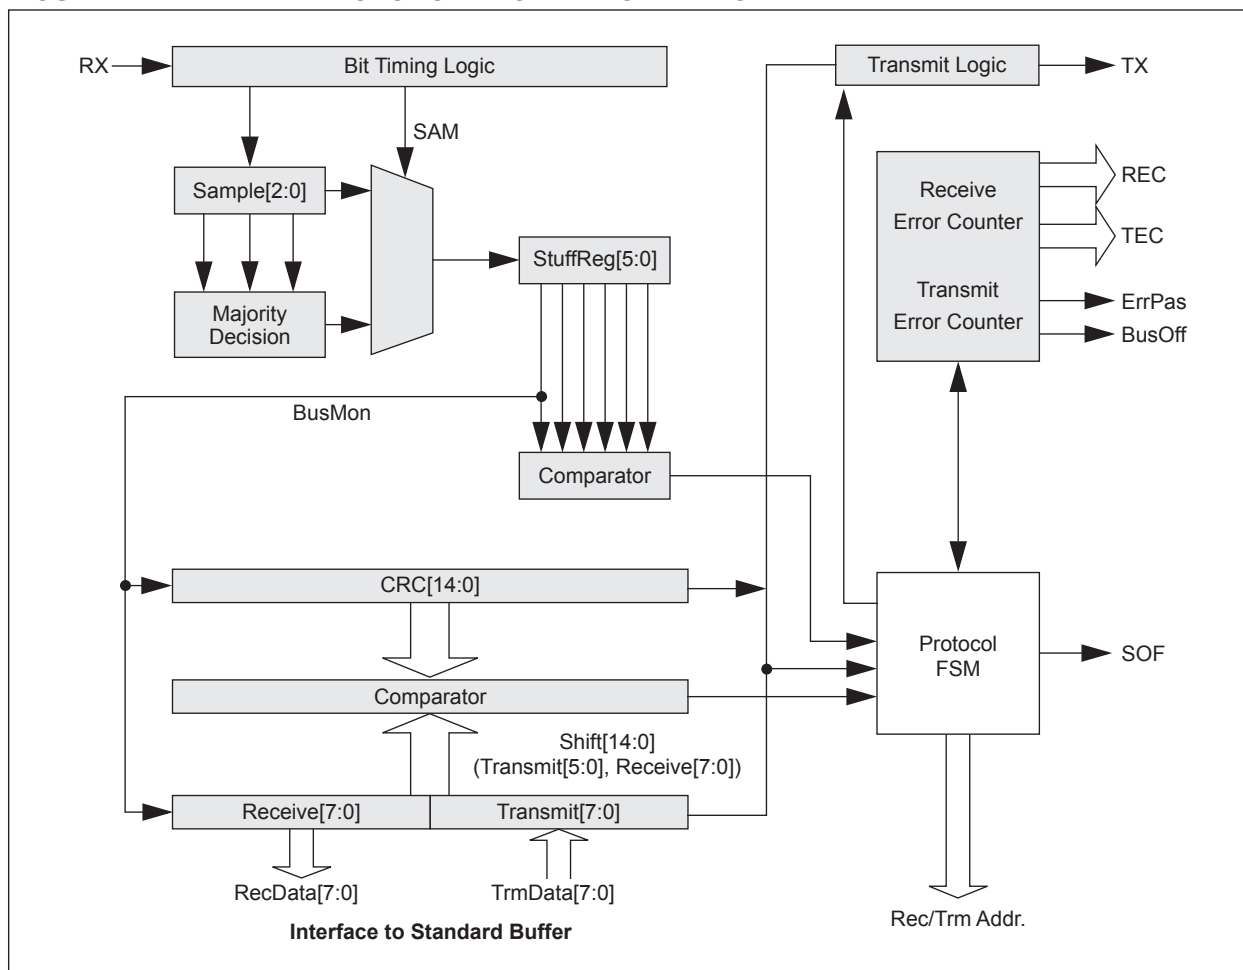 RX
Bit Timing Logic
Transmit Logic
TX
SAM
Sample[2:0]
Receive
Error Counter
REC
TEC
StuffReg[5:0]
Majority
Decision
Transmit
Error Counter
ErrPas
BusOff
BusMon
Comparator
CRC[14:0]
Protocol
FSM
SOF
Comparator
Shift[14:0]
(Transmit[5:0], Receive[7:0])
Receive[7:0]
Transmit[7:0]
RecData[7:0]
TrmData[7:0]
Rec/Trm Addr.
Interface to Standard Buffer